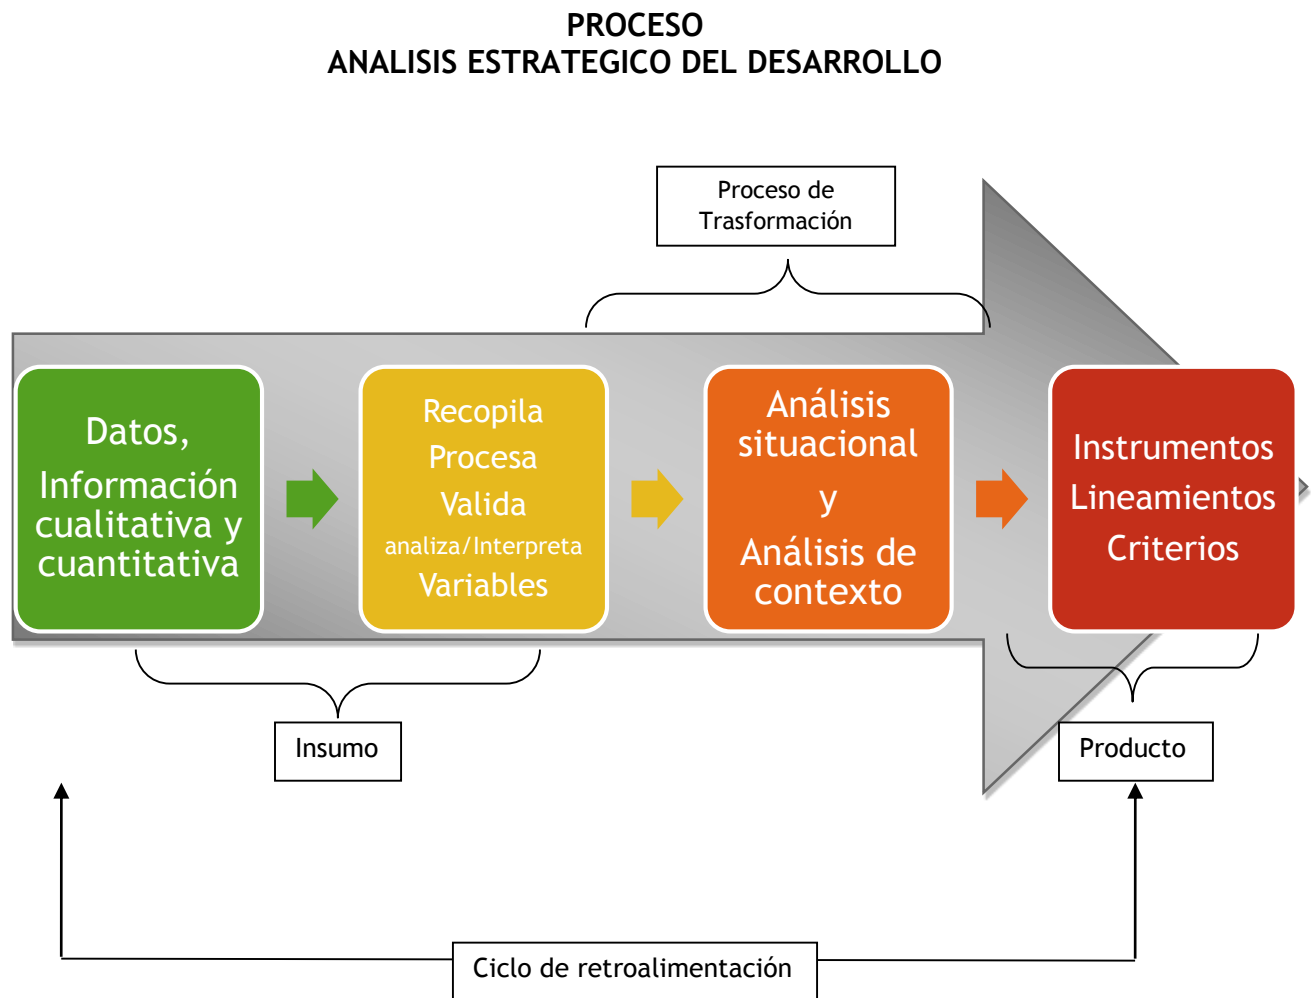 PROCESO
ANALISIS ESTRATEGICO DEL DESARROLLO
Proceso de
Trasformación
Datos,
Información
cualitativa y
cuantitativa
Recopila
Procesa
Valida
analiza/Interpreta
Variables
Análisis
situacional
y
Análisis de
contexto
Instrumentos
Lineamientos
Criterios
Insumo
Producto
Ciclo de retroalimentación